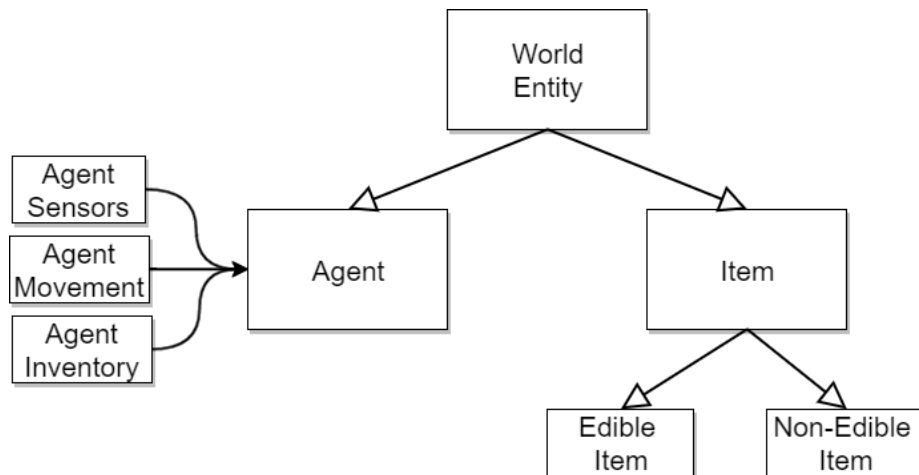 World
Entity
Agent
Sensors
Agent
Movement
Agent
Inventory
Agent
Item
Edible
Item
Non-Edible
Item